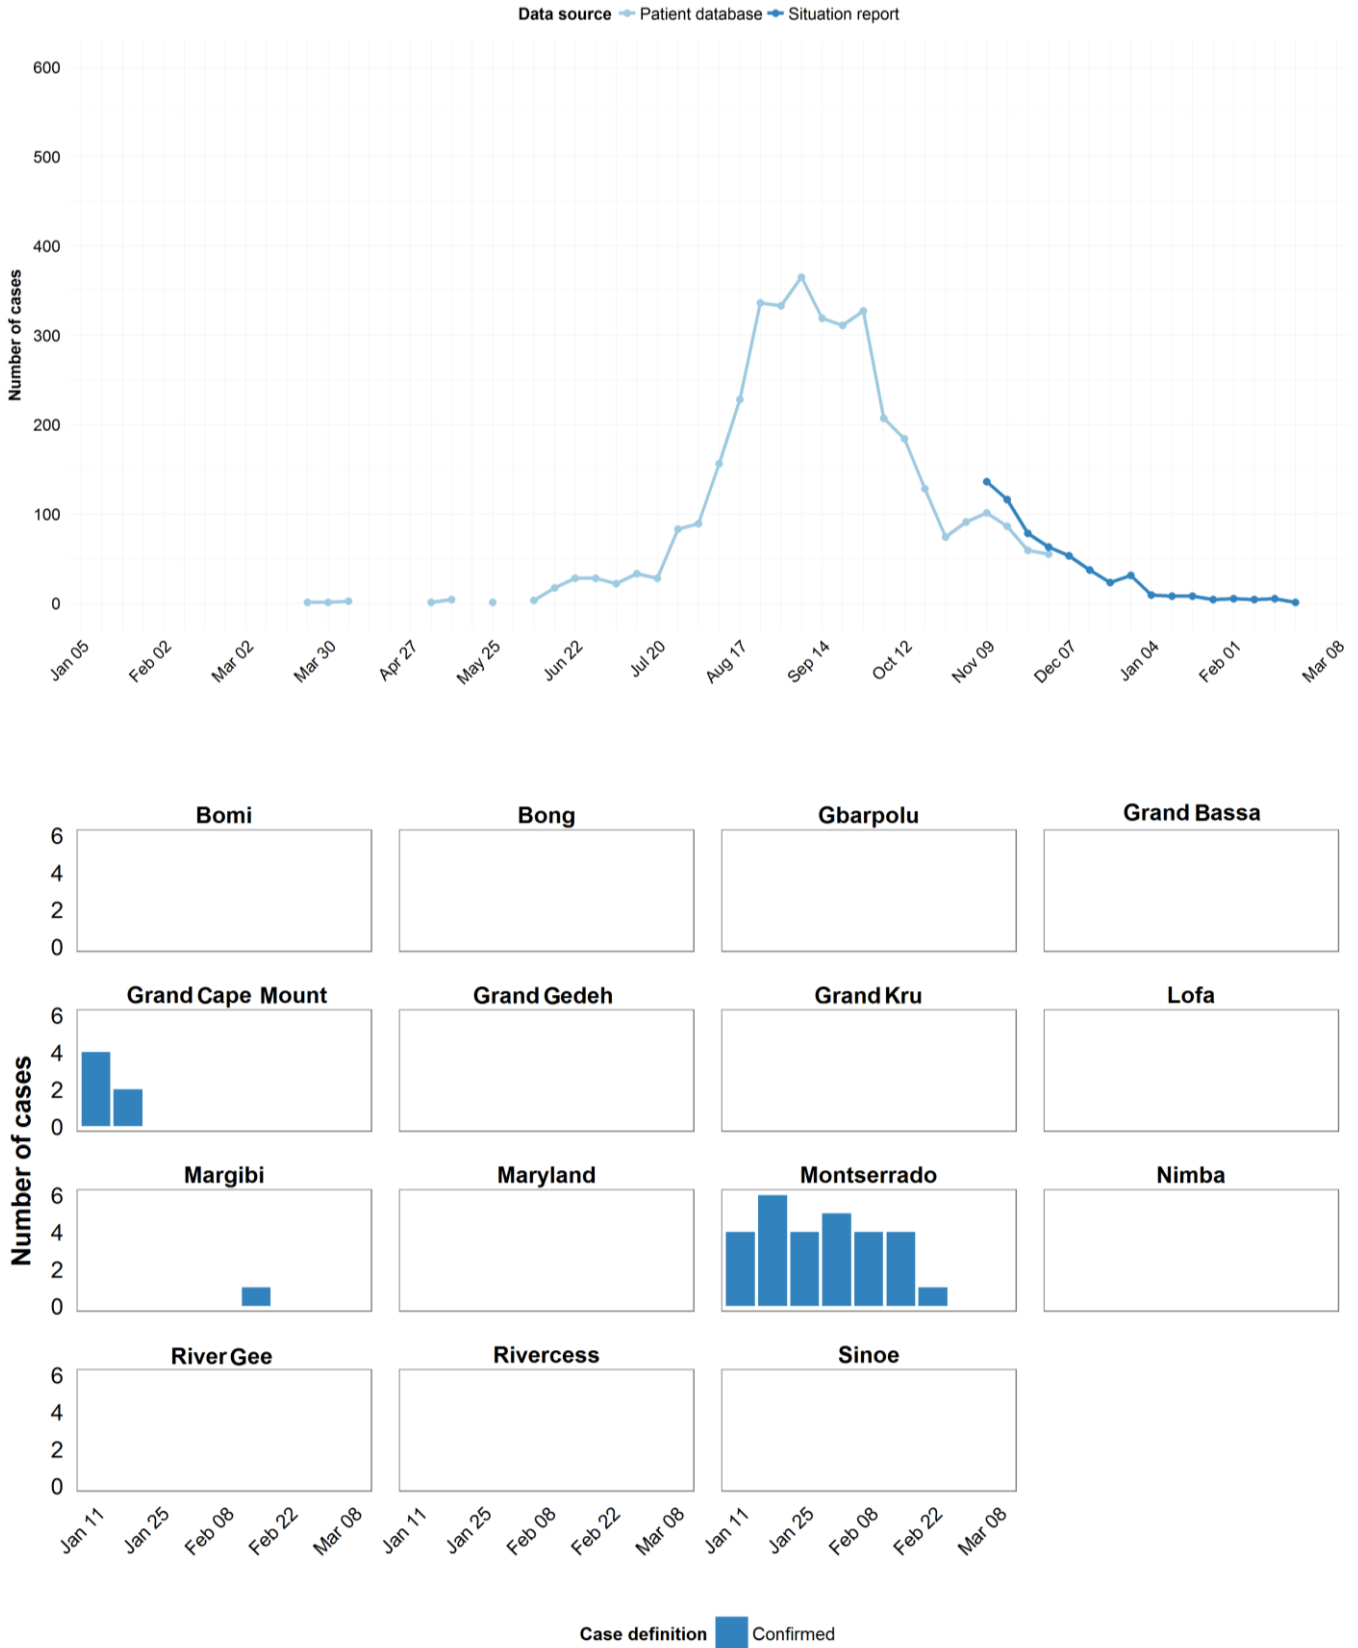 Data source Patient database Situation report
600
500
400
300
200
100
0
Number of cases
Jan 05 Feb 02 Mar 02 Mar 30 Apr 27 May 25 Jun 22 Jul 20 Aug 17 Sep 14 Oct 12 Nov 09 Dec 07 Jan 04 Feb 01 Mar 08
Bomi Bong Gbarpolu Grand Bassa
6
4
2
0
Grand Cape Mount Grand Gedeh Grand Kru Lofa
6
4
2
0
Number of cases
Margibi Maryland Montserrado Nimba
6
4
2
0
River Gee Rivercess Sinoe
6
4
2
0
Jan 11 Jan 25 Feb 08 Feb 22 Mar 08 Jan 11 Jan 25 Feb 08 Feb 22 Mar 08 Jan 11 Jan 25 Feb 08 Feb 22 Mar 08
Case definition Confirmed